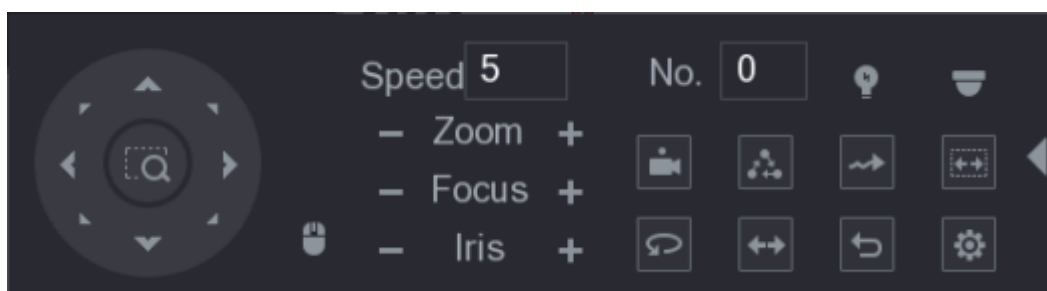 Speed 5 No. 0
– Zoom +
– Focus +
– Iris +